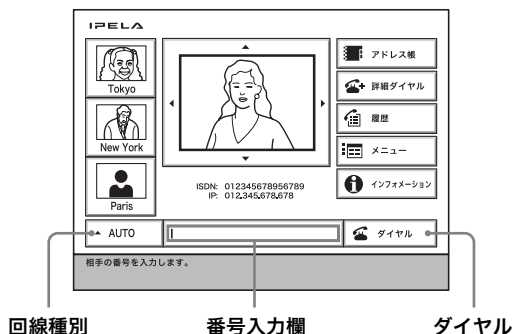 IPELA
Tokyo
New York
Paris
ISDN: 012345678956789
IP: 012.345.678.678
アドレス帳
詳細ダイヤル
履歴
メニュー
インフォメーション
AUTO
ダイヤル
相手の番号を入力します。
回線種別
番号入力欄
ダイヤル